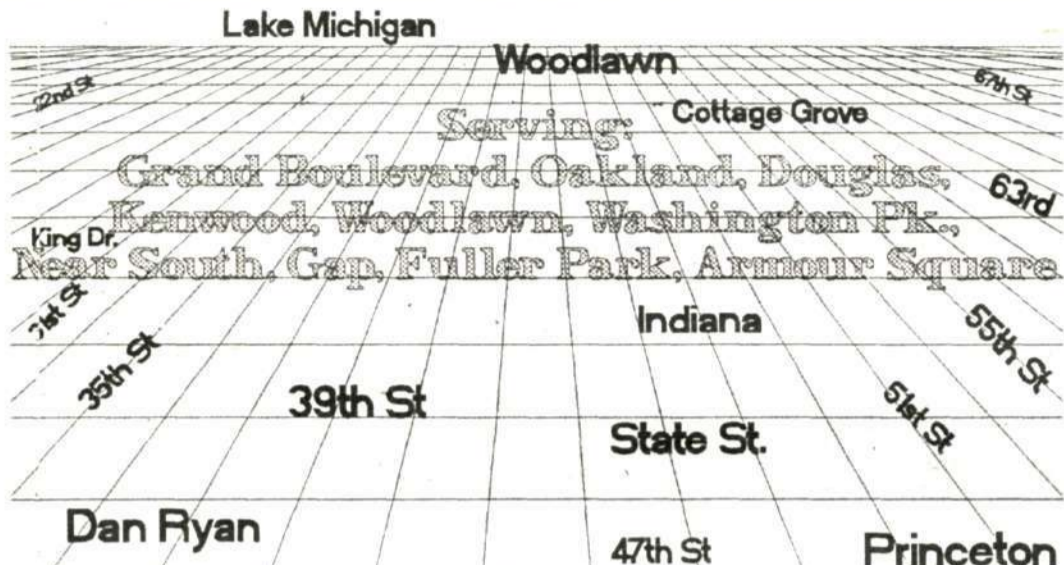 Lake Michigan
Woodlawn
22nd St
67th St
Cottage Grove
Serving:
Grand Boulevard, Oakland, Douglas,
63rd
Kenwood, Woodlawn, Washington Pk.,
King Dr.
Near South, Gap, Fuller Park, Armour Square
31st St
Indiana
55th St
35th St
39th St
51st St
State St.
Dan Ryan
47th St
Princeton